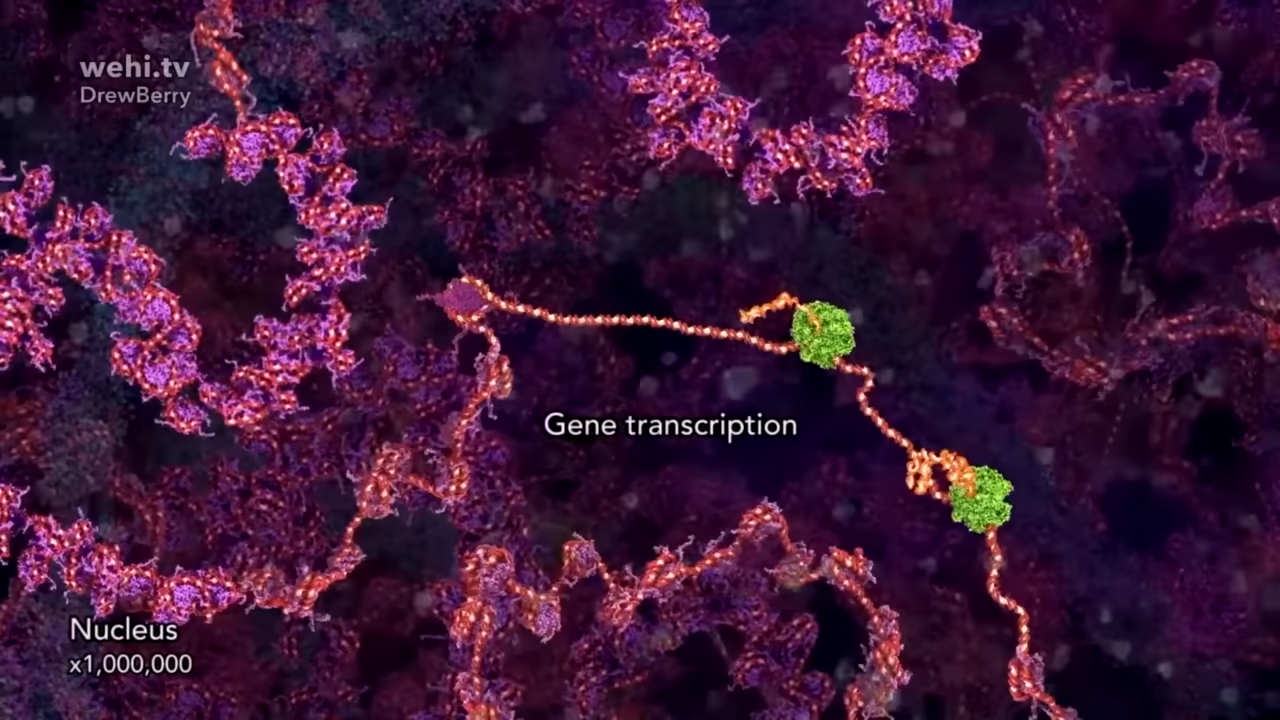 wehi.tv
DrewBerry
Gene transcription
Nucleus
x1,000,000